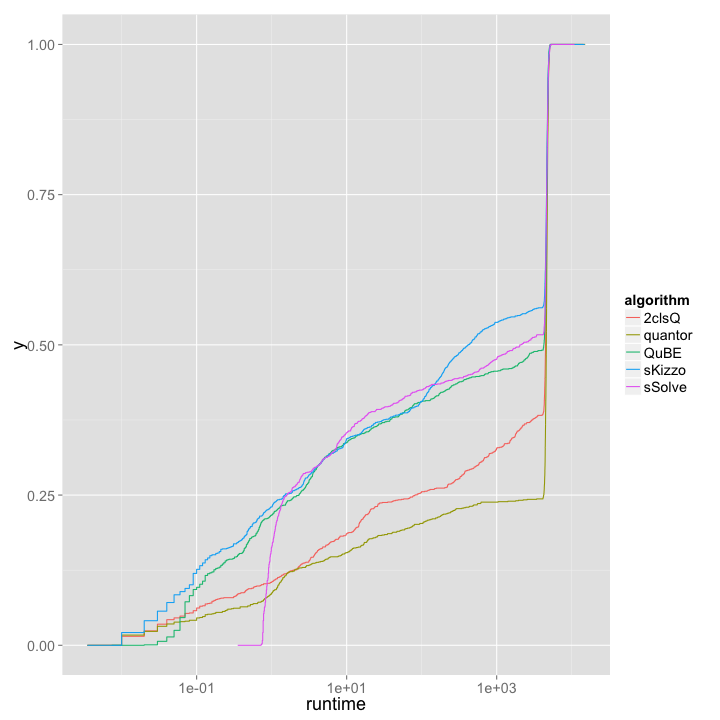 1.00
0.75
0.50
0.25
0.00
y
1e-01
1e+01
1e+03
runtime
algorithm
2clsQ
quantor
QuBE
sKizzo
sSolve